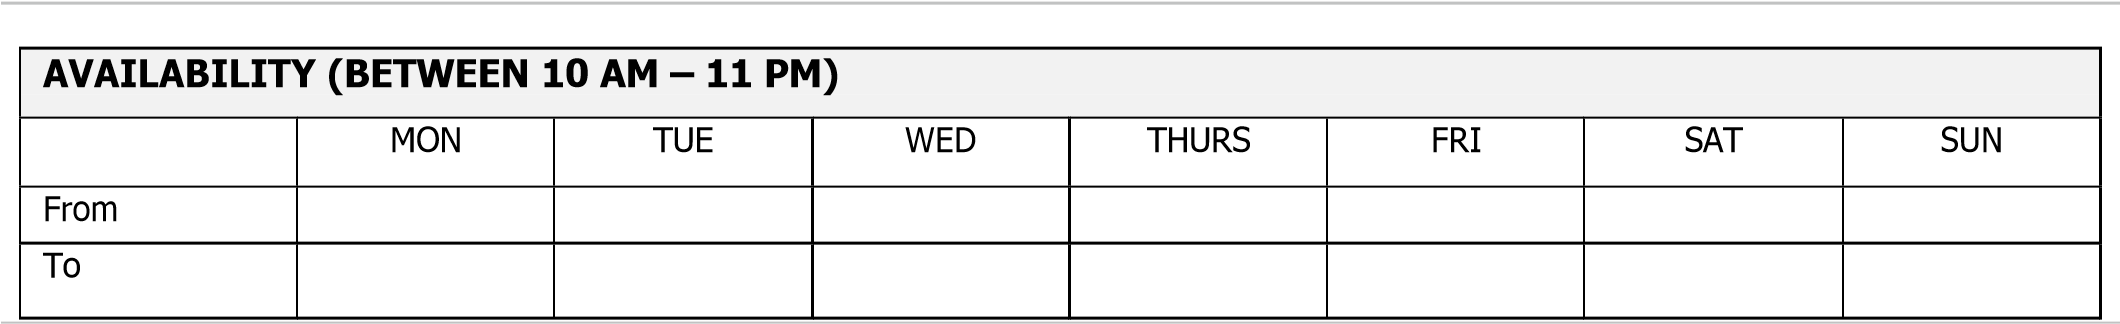 AVAILABILITY (BETWEEN 10 AM – 11 PM)
MON TUE WED THURS FRI SAT SUN
From
To